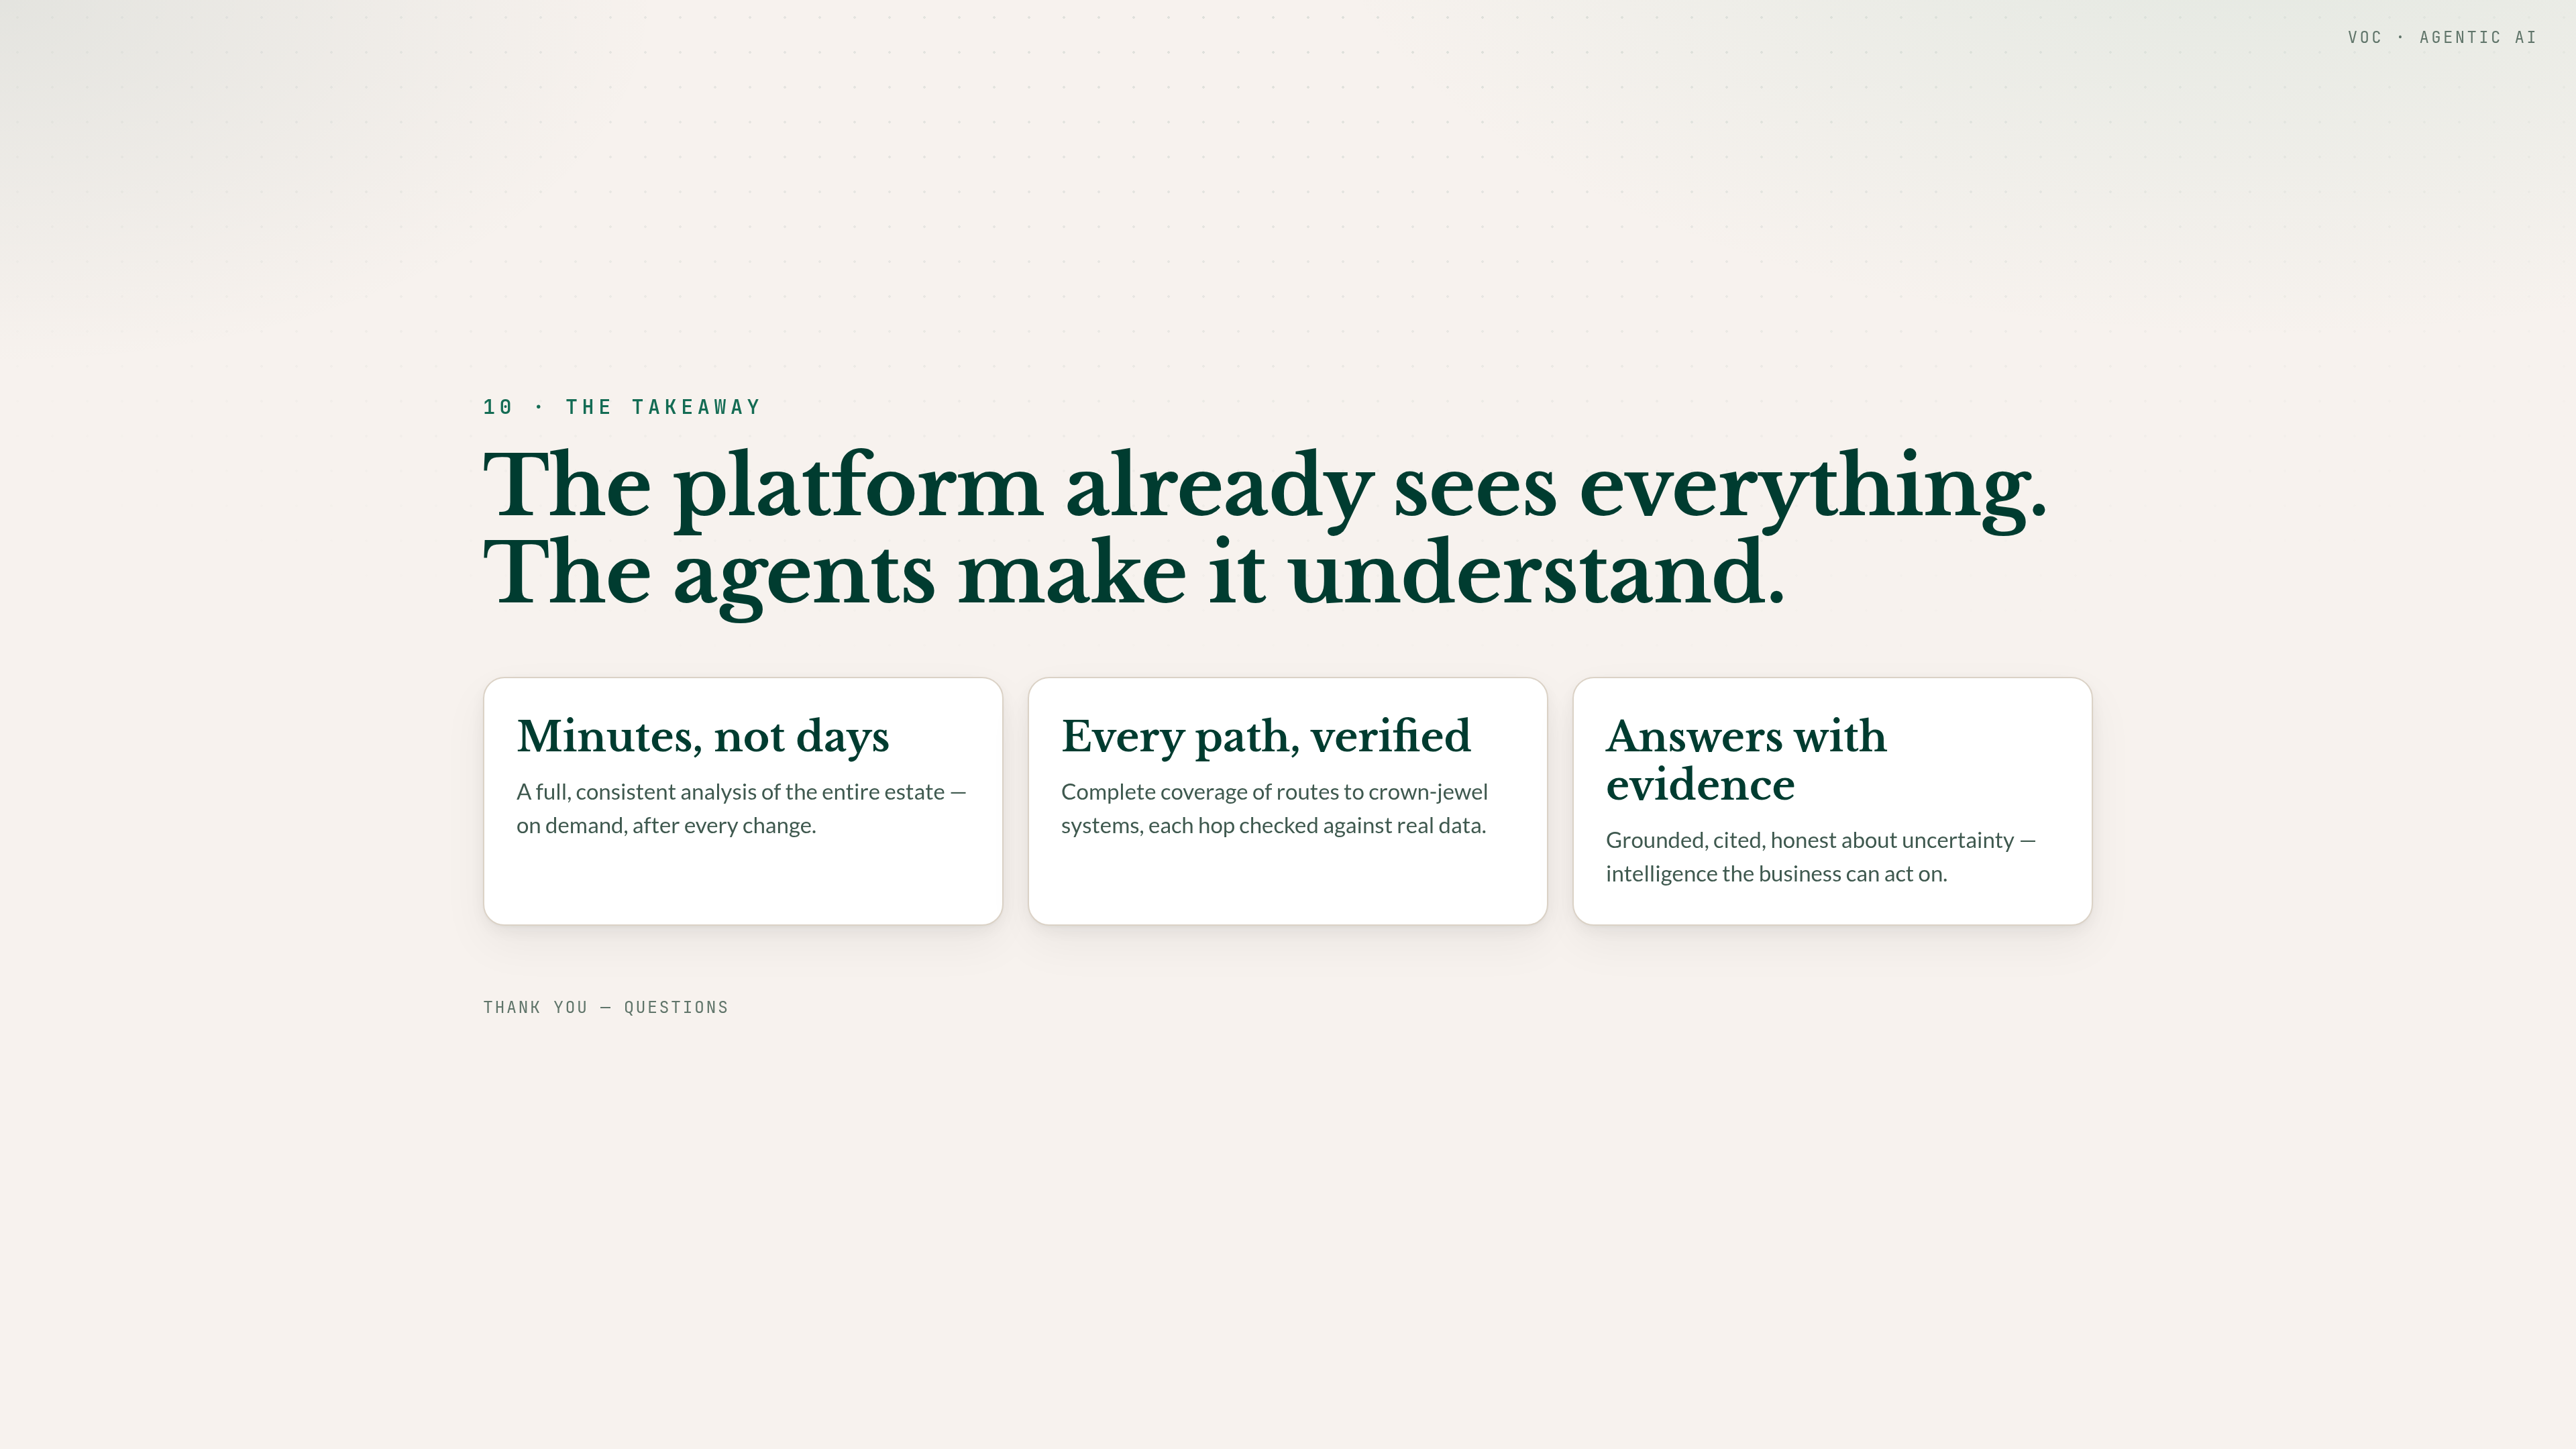 VOC · AGENTIC AI
10 · THE TAKEAWAY
The platform already sees everything.
The agents make it understand.
Minutes, not days
A full, consistent analysis of the entire estate —
on demand, after every change.
Every path, verified
Complete coverage of routes to crown-jewel
systems, each hop checked against real data.
Answers with
evidence
Grounded, cited, honest about uncertainty —
intelligence the business can act on.
THANK YOU — QUESTIONS